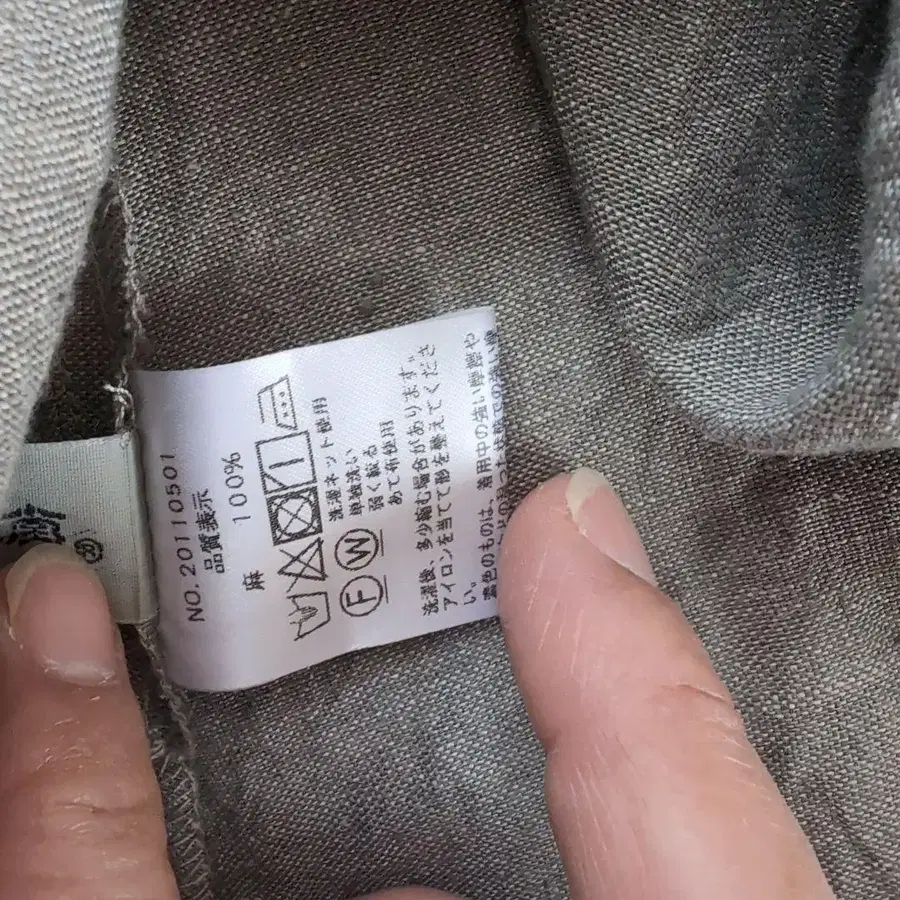 NO. 20110501
品質表示
麻 100%
F W
洗濯ネット使用
単独洗い
弱く絞る
あて布使用
洗濯後、多少縮む場合があります。
アイロンを当てて形を整えてくださ
い。
濃色のものは、着用中の強い摩擦や